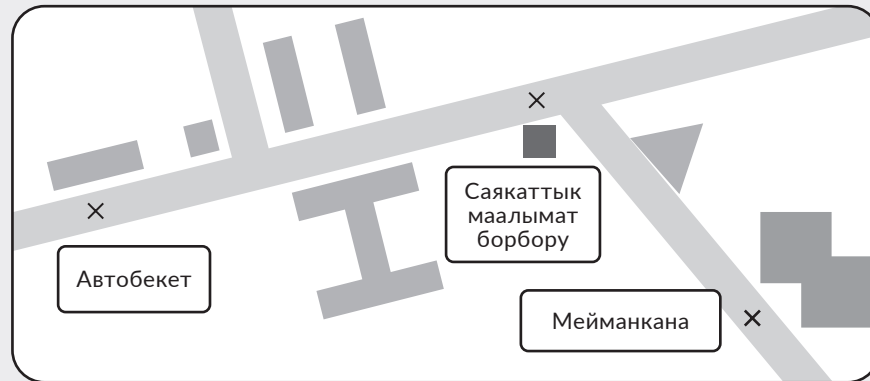 Саякаттык
маалымат
борбору
Автобекет
Мейманкана